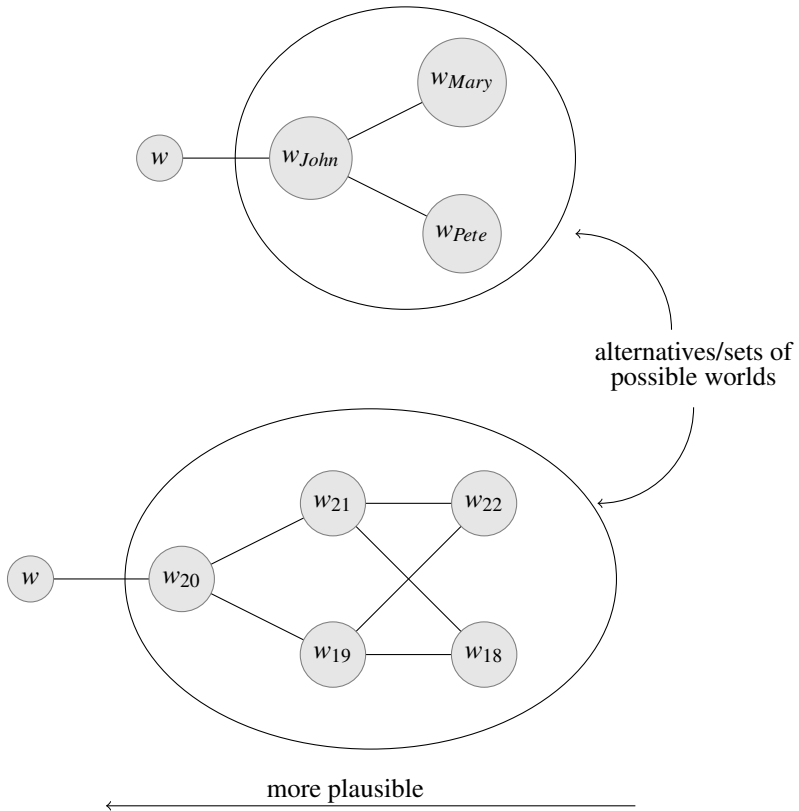 w_Mary
w
w_John
w_Pete
alternatives/sets of
possible worlds
w_21
w_22
w
w_20
w_19
w_18
more plausible